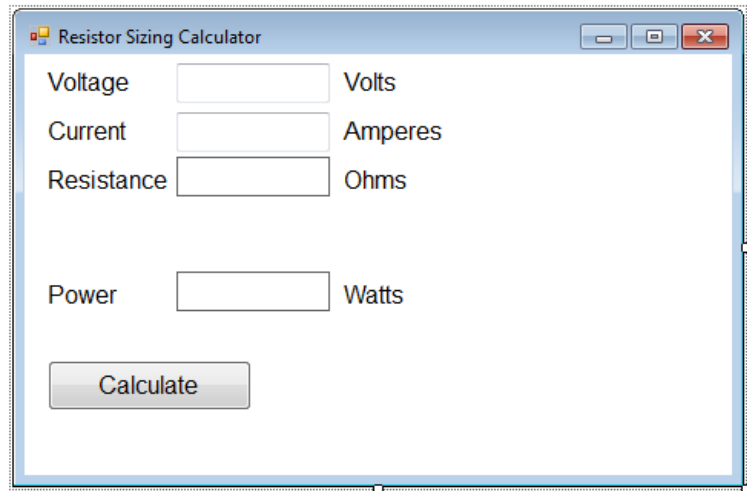 Resistor Sizing Calculator
Voltage Volts
Current Amperes
Resistance Ohms
Power Watts
Calculate